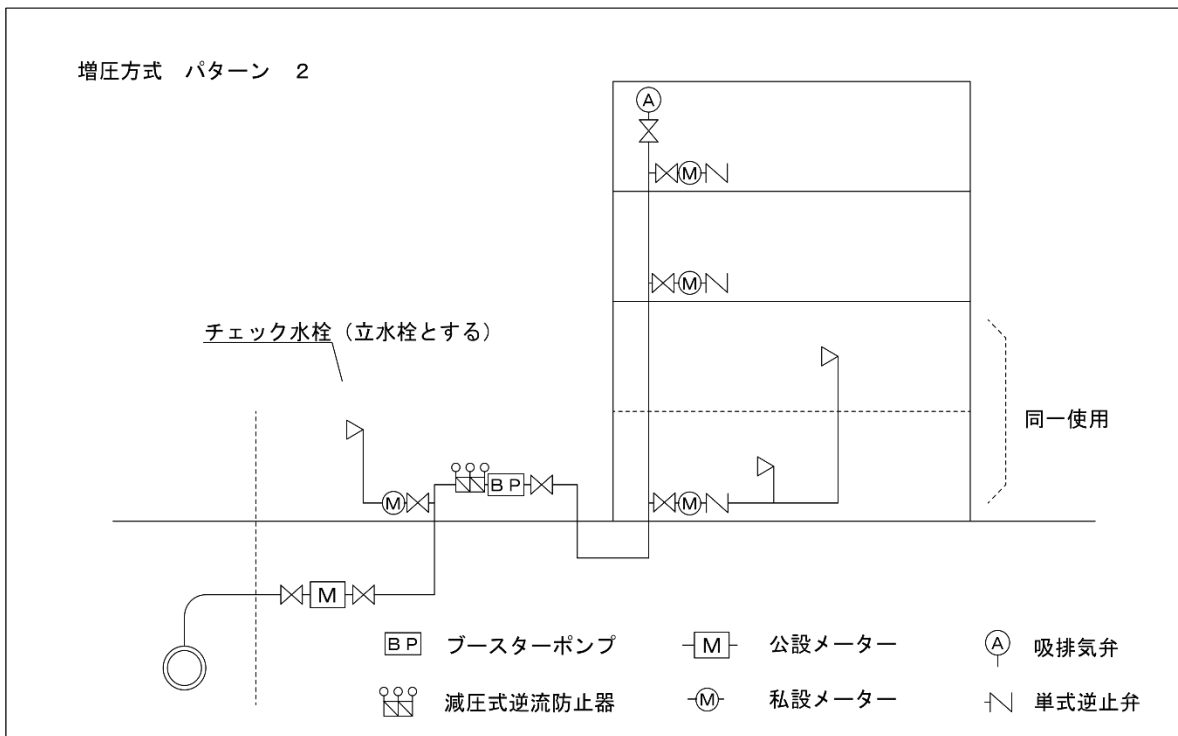 増圧方式 パターン 2
A
M
M
チェック水栓（立水栓とする）
同一使用
BP
M
M
M
BP ブースターポンプ
M 公設メーター
A 吸排気弁
減圧式逆流防止器
M 私設メーター
単式逆止弁